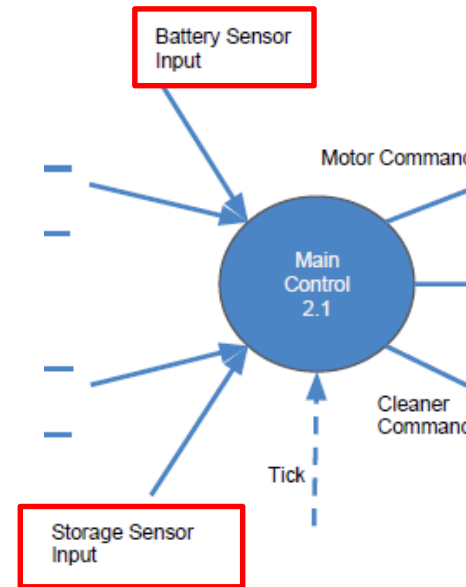 Battery Sensor
Input
Motor Command
Main
Control
2.1
Cleaner
Command
Tick
Storage Sensor
Input